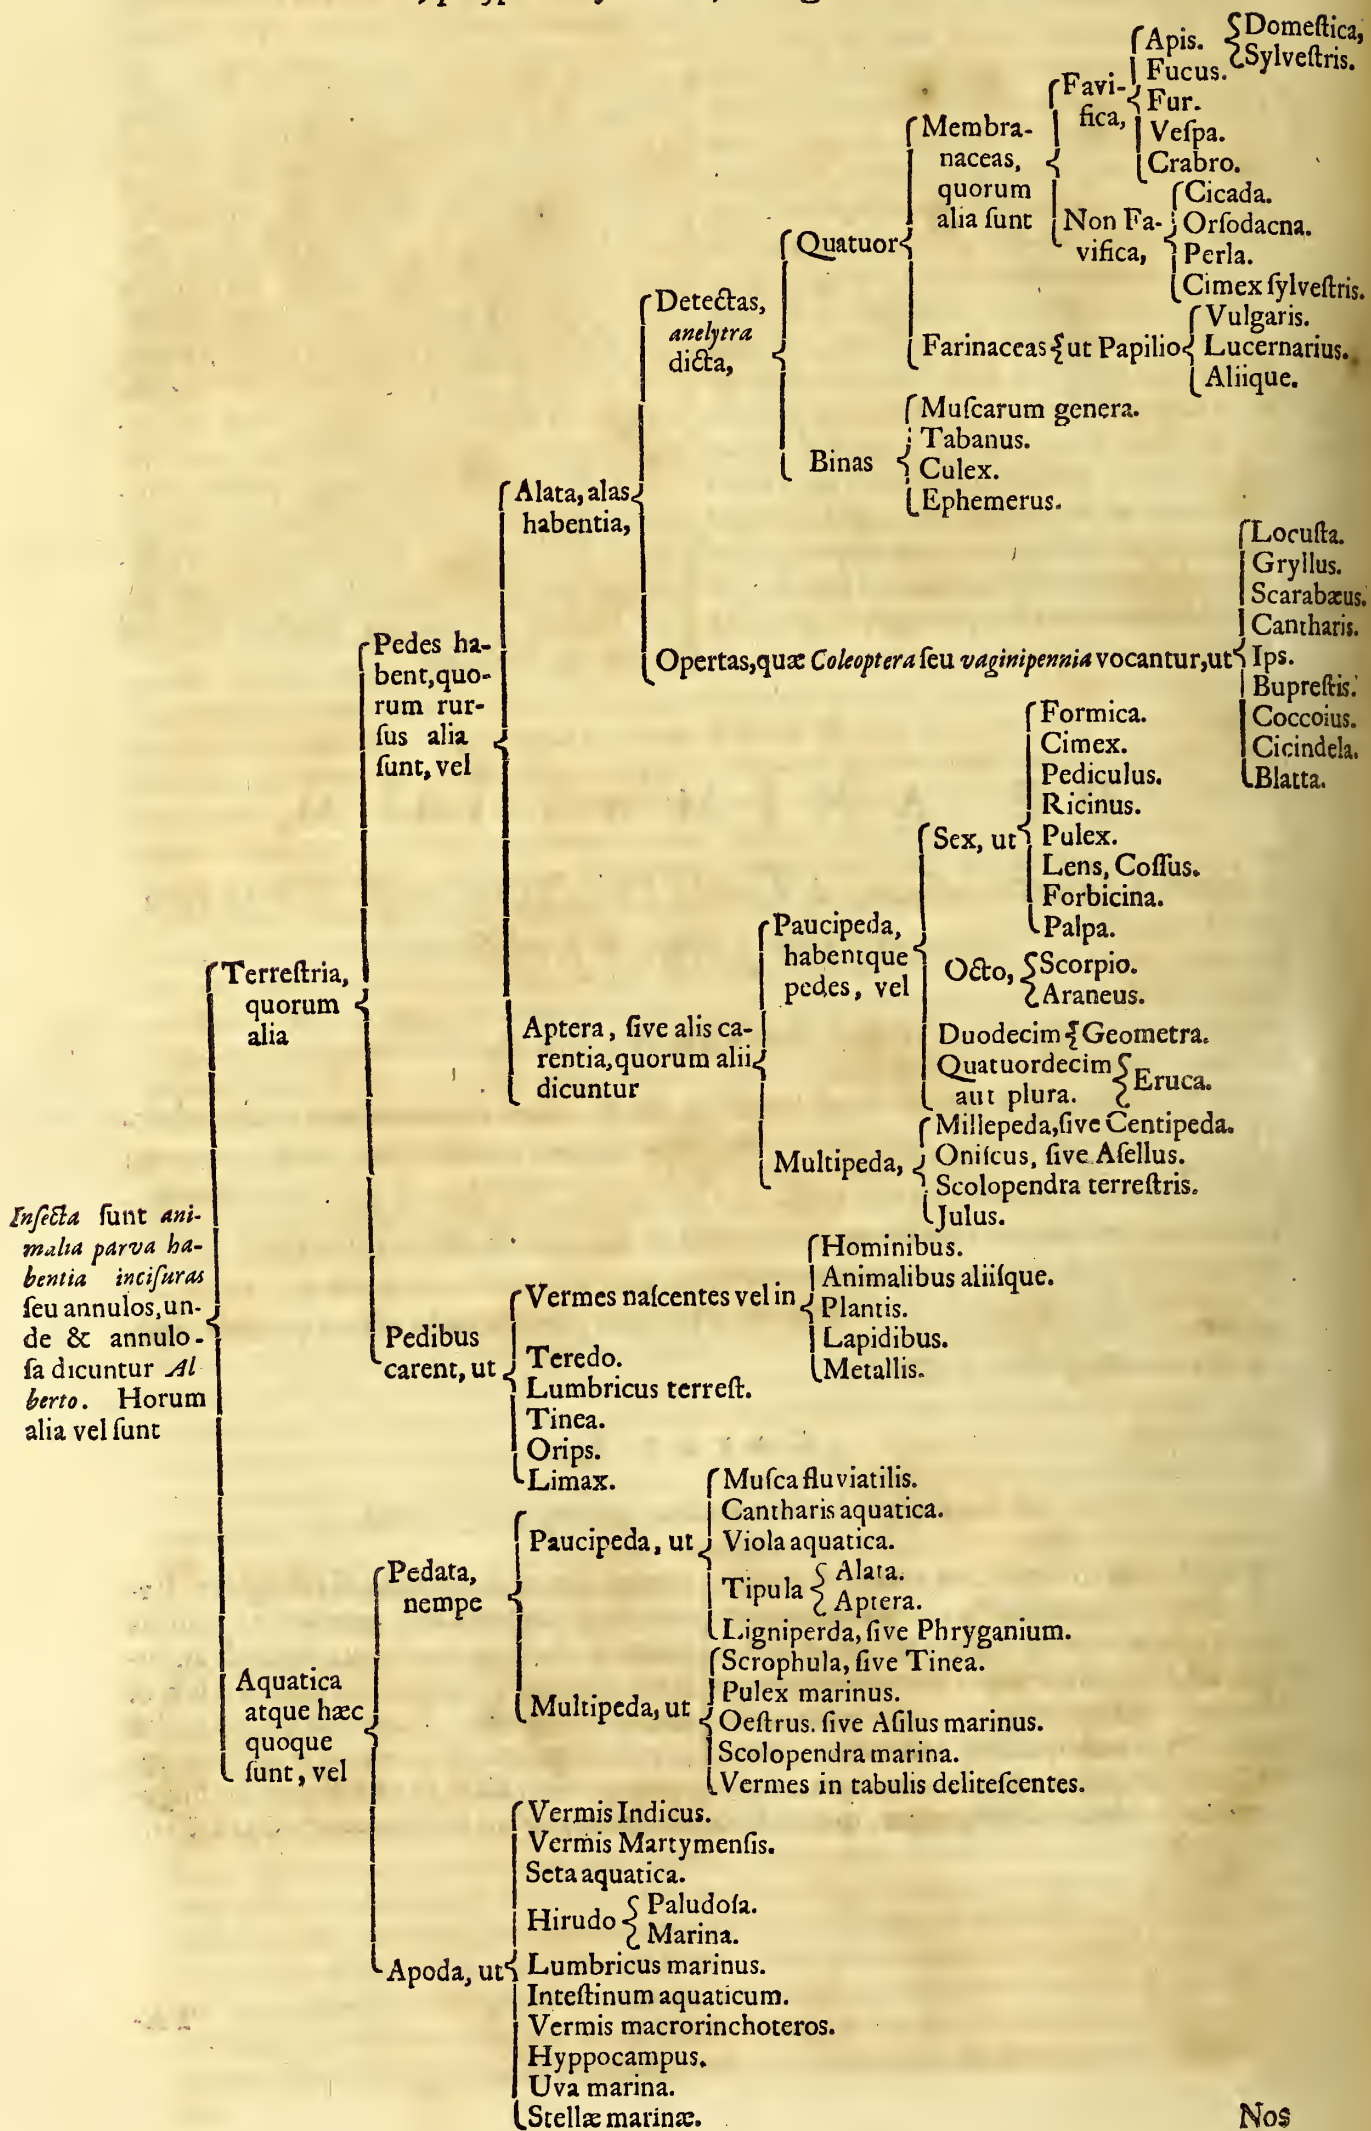 Apis.
Domeſtica,
Sylveſtris.
Fucus.
Favi-
fica,
Fur.
Veſpa.
Crabro.
Membra-
naceas,
quorum
alia ſunt
Non Fa-
vifica,
Cicada.
Orſodacna.
Perla.
Cimex ſylveſtris.
Quatuor
Farinaceas
ut Papilio
Vulgaris.
Lucernarius.
Aliique.
Detectas,
anelytra
dicta,
Binas
Muſcarum genera.
Tabanus.
Culex.
Ephemerus.
Alata, alas
habentia,
Opertas, quæ Coleoptera ſeu vaginipennia vocantur, ut
Locuſta.
Gryllus.
Scarabæus.
Cantharis.
Ips.
Bupreſtis.
Coccoius.
Cicindela.
Blatta.
Pedes ha-
bent, quo-
rum rur-
ſus alia
ſunt, vel
Aptera, ſive alis ca-
rentia, quorum alii
dicuntur
Paucipeda,
habentque
pedes, vel
Sex, ut
Formica.
Cimex.
Pediculus.
Ricinus.
Pulex.
Lens, Coſſus.
Forbicina.
Palpa.
Octo,
Scorpio.
Araneus.
Duodecim
Geometra.
Quatuordecim
aut plura.
Eruca.
Multipeda,
Millepeda, ſive Centipeda.
Oniſcus, ſive Aſellus.
Scolopendra terreſtris.
Julus.
Terreſtria,
quorum
alia
Pedibus
carent, ut
Vermes naſcentes vel in
Hominibus.
Animalibus aliiſque.
Plantis.
Lapidibus.
Metallis.
Teredo.
Lumbricus terreſt.
Tinea.
Orips.
Limax.
Inſecta ſunt ani-
malia parva ha-
bentia inciſuras
ſeu annulos, un-
de & annulo-
ſa dicuntur Al
berto. Horum
alia vel ſunt
Aquatica
atque hæc
quoque
ſunt, vel
Pedata,
nempe
Paucipeda, ut
Muſca fluviatilis.
Cantharis aquatica.
Viola aquatica.
Tipula
Alata.
Aptera.
Ligniperda, ſive Phryganium.
Multipeda, ut
Scrophula, ſive Tinea.
Pulex marinus.
Oeſtrus. ſive Aſilus marinus.
Scolopendra marina.
Vermes in tabulis deliteſcentes.
Apoda, ut
Vermis Indicus.
Vermis Martymenſis.
Seta aquatica.
Hirudo
Paludoſa.
Marina.
Lumbricus marinus.
Inteſtinum aquaticum.
Vermis macrorinchoteros.
Hyppocampus.
Uva marina.
Stellæ marinæ.
Nos